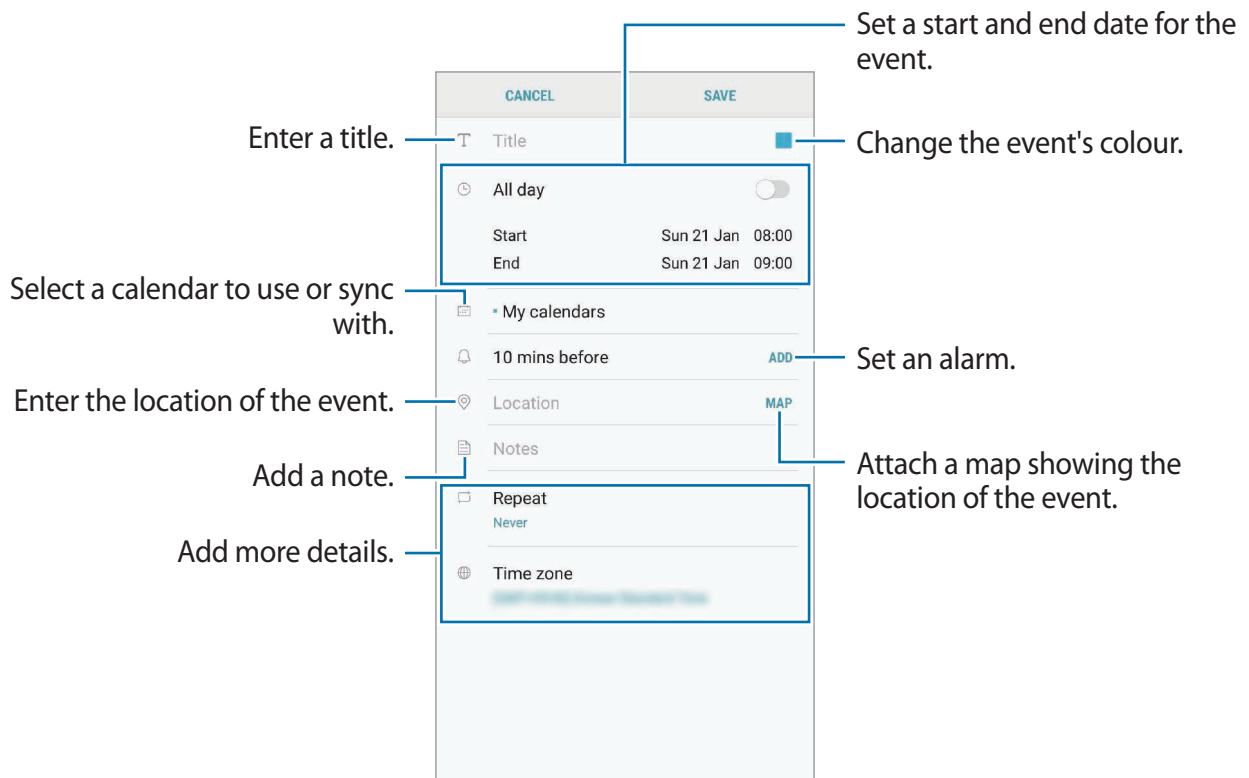 Set a start and end date for the
event.
CANCEL
SAVE
Enter a title.
Title
Change the event's colour.
All day
Start
Sun 21 Jan 08:00
End
Sun 21 Jan 09:00
Select a calendar to use or sync
with.
My calendars
10 mins before
ADD
Set an alarm.
Enter the location of the event.
Location
MAP
Add a note.
Notes
Attach a map showing the
location of the event.
Repeat
Never
Add more details.
Time zone